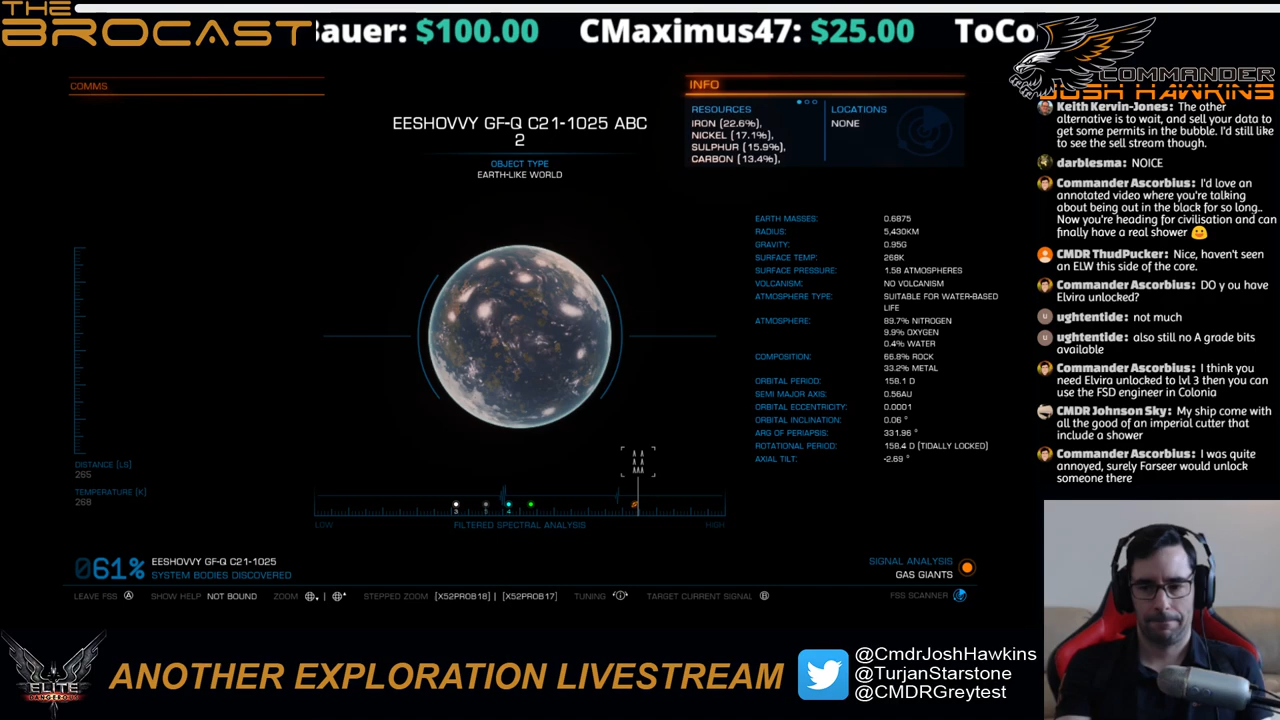 THE
BROCAST
Bauer: $100.00 CMaximus47: $25.00 ToCo
COMMANDER
JOSH HAWKINS
COMMS
EESHOVVY GF-Q C21-1025 ABC
2
OBJECT TYPE
EARTH-LIKE WORLD
INFO
RESOURCES
IRON (22.6%),
NICKEL (17.1%),
SULPHUR (15.9%),
CARBON (13.4%),
LOCATIONS
NONE
EARTH MASSES: 0.6875
RADIUS: 5,430KM
GRAVITY: 0.95G
SURFACE TEMP: 268K
SURFACE PRESSURE: 1.58 ATMOSPHERES
VOLCANISM: NO VOLCANISM
ATMOSPHERE TYPE: SUITABLE FOR WATER-BASED
LIFE
ATMOSPHERE: 89.7% NITROGEN
9.9% OXYGEN
0.4% WATER
COMPOSITION: 66.8% ROCK
33.2% METAL
ORBITAL PERIOD: 158.1 D
SEMI MAJOR AXIS: 0.56AU
ORBITAL ECCENTRICITY: 0.0001
ORBITAL INCLINATION: 0.06 °
ARG OF PERIAPSIS: 331.96 °
ROTATIONAL PERIOD: 158.4 D (TIDALLY LOCKED)
AXIAL TILT: -2.69 °
DISTANCE [LS]
265
TEMPERATURE [K]
268
LOW FILTERED SPECTRAL ANALYSIS HIGH
061% EESHOVVY GF-Q C21-1025
SYSTEM BODIES DISCOVERED
SIGNAL ANALYSIS
GAS GIANTS
LEAVE FSS A SHOW HELP NOT BOUND ZOOM | STEPPED ZOOM [X52PROB18] | [X52PROB17] TUNING TARGET CURRENT SIGNAL B FSS SCANNER
Keith Kervin-Jones: The other
alternative is to wait, and sell your data to
get some permits in the bubble. I'd still like
to see the sell stream though.
darblesma: NOICE
Commander Ascorbius: I'd love an
annotated video where you're talking
about being out in the black for so long..
Now you're heading for civilisation and can
finally have a real shower
CMDR ThudPucker: Nice, haven't seen
an ELW this side of the core.
Commander Ascorbius: DO y ou have
Elvira unlocked?
ughtentide: not much
ughtentide: also still no A grade bits
available
Commander Ascorbius: I think you
need Elvira unlocked to lvl 3 then you can
use the FSD engineer in Colonia
CMDR Johnson Sky: My ship come with
all the good of an imperial cutter that
include a shower
Commander Ascorbius: I was quite
annoyed, surely Farseer would unlock
someone there
ELITE
DANGEROUS
ANOTHER EXPLORATION LIVESTREAM
@CmdrJoshHawkins
@TurjanStarstone
@CMDRGreytest